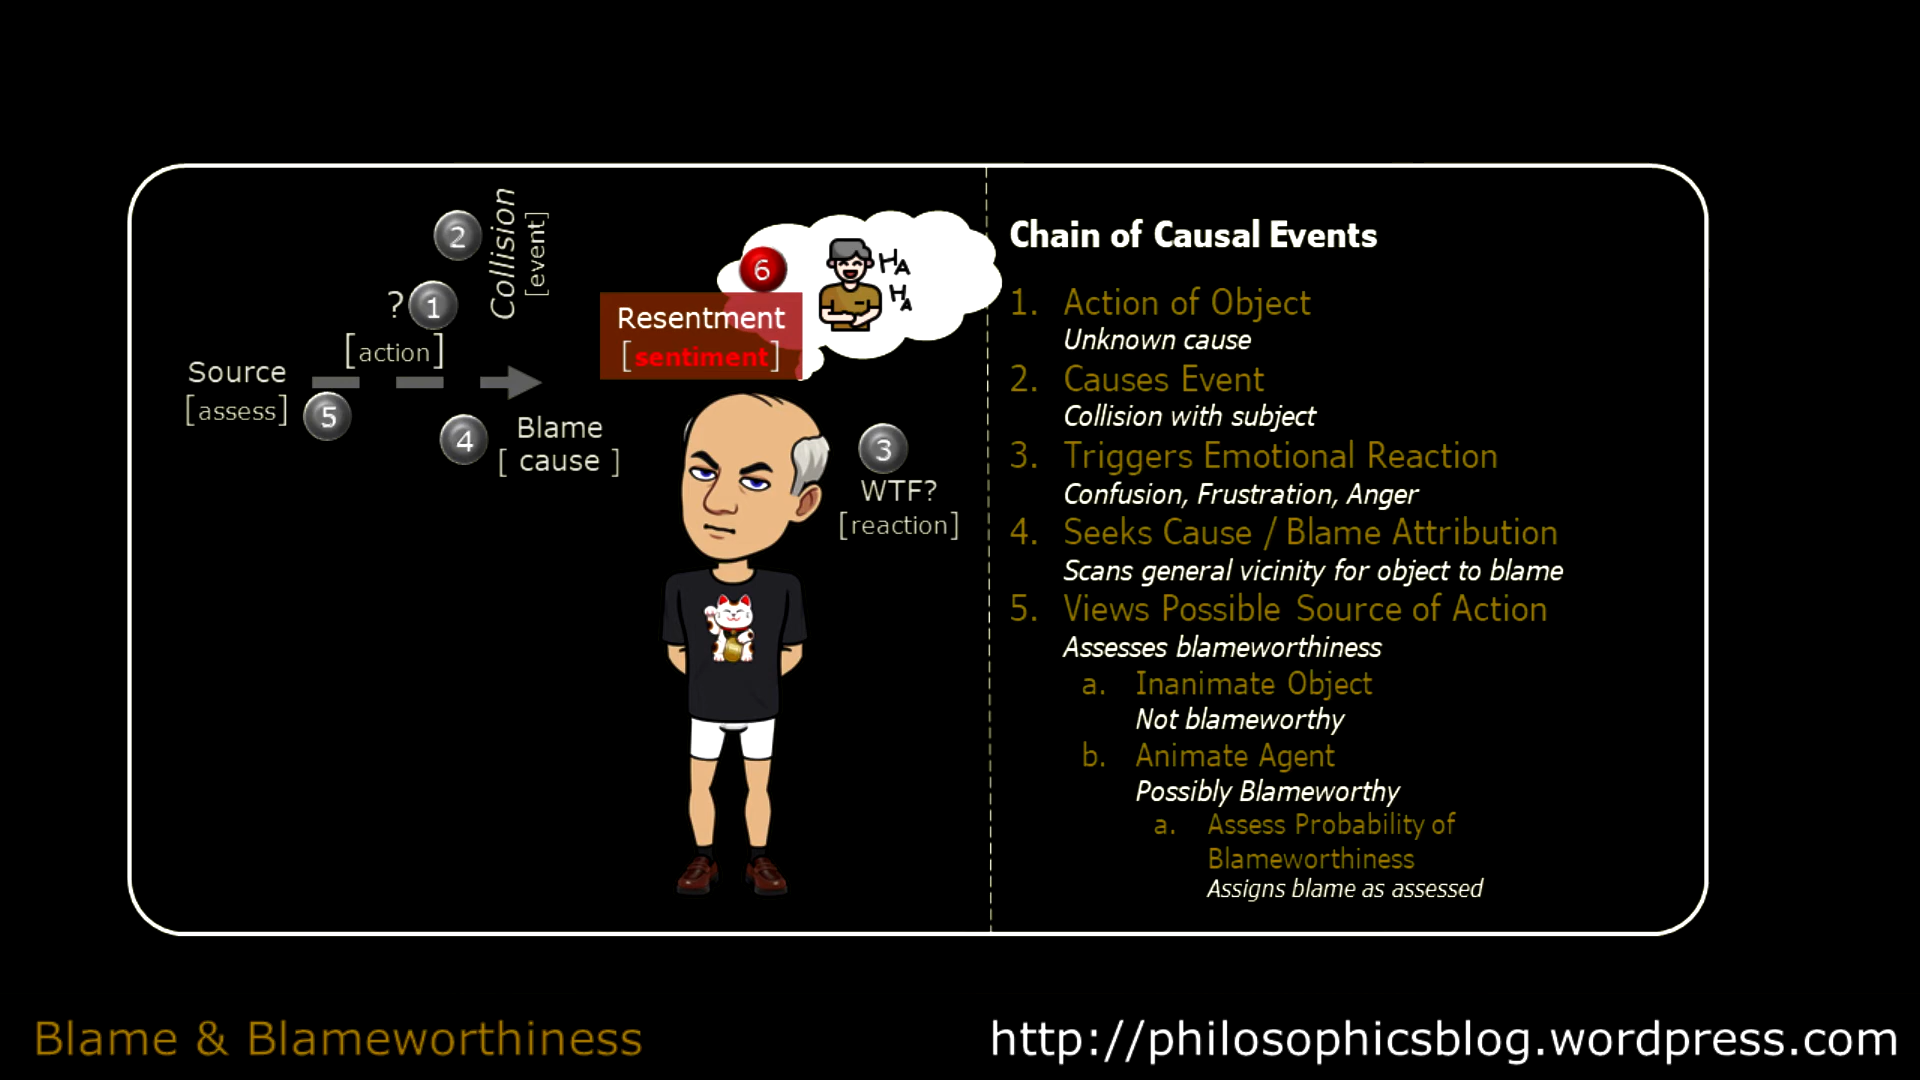 2
Collision
[event]
? 1
[action]
Source
[assess]
5
4
Blame
[ cause ]
6
Resentment
[sentiment]
HA
HA
3
WTF?
[reaction]
Chain of Causal Events
1. Action of Object
Unknown cause
2. Causes Event
Collision with subject
3. Triggers Emotional Reaction
Confusion, Frustration, Anger
4. Seeks Cause / Blame Attribution
Scans general vicinity for object to blame
5. Views Possible Source of Action
Assesses blameworthiness
a. Inanimate Object
Not blameworthy
b. Animate Agent
Possibly Blameworthy
a. Assess Probability of
Blameworthiness
Assigns blame as assessed
Blame & Blameworthiness
http://philosophicsblog.wordpress.com